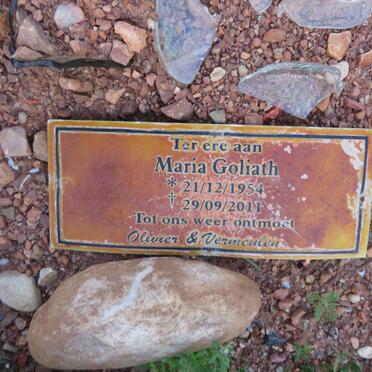 Ter ere aan
Maria Goliath
* 21/12/1954
† 29/09/2011
Tot ons weer ontmoet
Olivier & Vermeulen